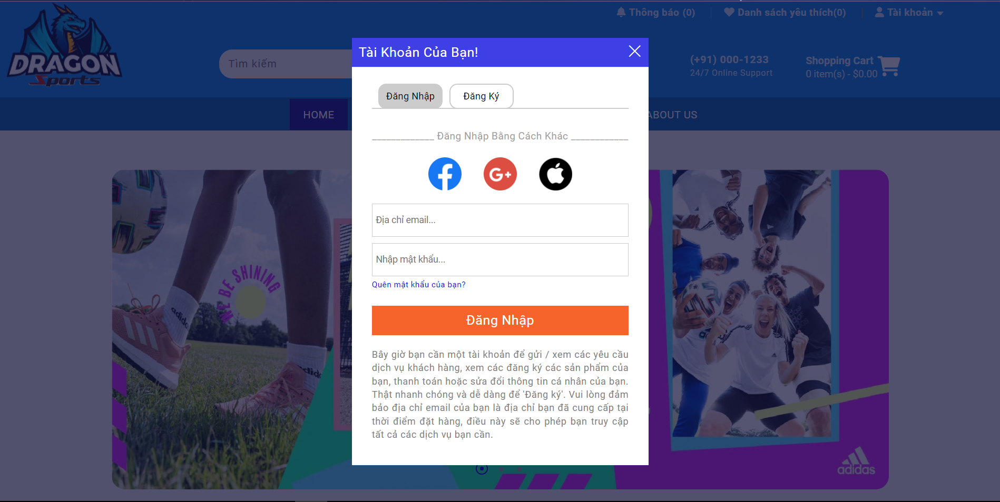 DRAGON
Sports
Thông báo (0)
Danh sách yêu thích(0)
Tài khoản
Tìm kiếm
(+91) 000-1233
24/7 Online Support
Shopping Cart
0 item(s) - $0.00
HOME
ABOUT US
Tài Khoản Của Bạn!
Đăng Nhập
Đăng Ký
_____________ Đăng Nhập Bằng Cách Khác ____________
G+
Địa chỉ email...
Nhập mật khẩu...
Quên mật khẩu của bạn?
Đăng Nhập
Bây giờ bạn cần một tài khoản để gửi / xem các yêu cầu
dịch vụ khách hàng, xem các đăng ký các sản phẩm của
bạn, thanh toán hoặc sửa đổi thông tin cá nhân của bạn.
Thật nhanh chóng và dễ dàng để 'Đăng ký'. Vui lòng đảm
bảo địa chỉ email của bạn là địa chỉ bạn đã cung cấp tại
thời điểm đặt hàng, điều này sẽ cho phép bạn truy cập
tất cả các dịch vụ bạn cần.
WE BE SHINING
adidas
adidas
adidas